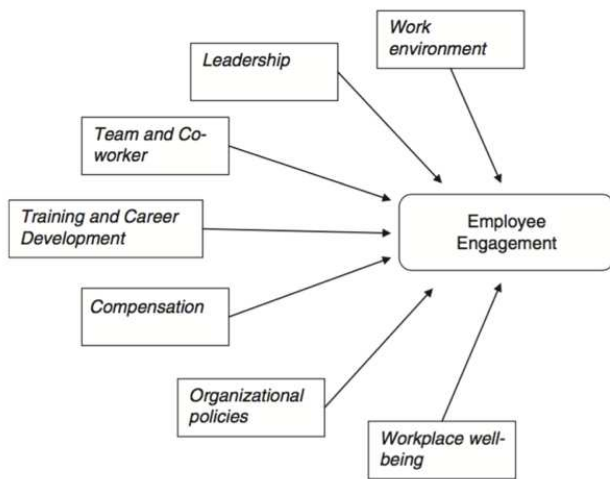 Work
environment
Leadership
Team and Co-
worker
Training and Career
Development
Employee
Engagement
Compensation
Organizational
policies
Workplace well-
being